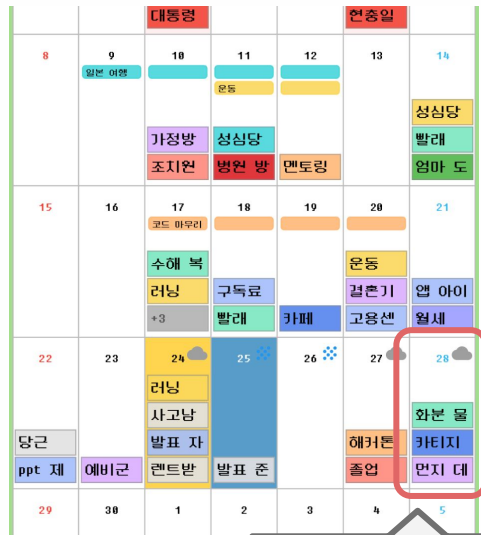 대통령
현충일
8 9 10 11 12 13 14
일본 여행
운동
성심당
가정방 성심당 빨래
조치원 병원 방 멘토링 엄마 도
15 16 17 18 19 20 21
코드 마무리
수해 복 운동
러닝 구독료 결혼기 앱 아이
+3 빨래 카페 고용센 월세
22 23 24 25 26 27 28
러닝
사고남 화분 물
당근 발표 자 해커톤 카티지
ppt 제 예비군 렌트받 발표 준 졸업 먼지 데
29 30 1 2 3 4 5